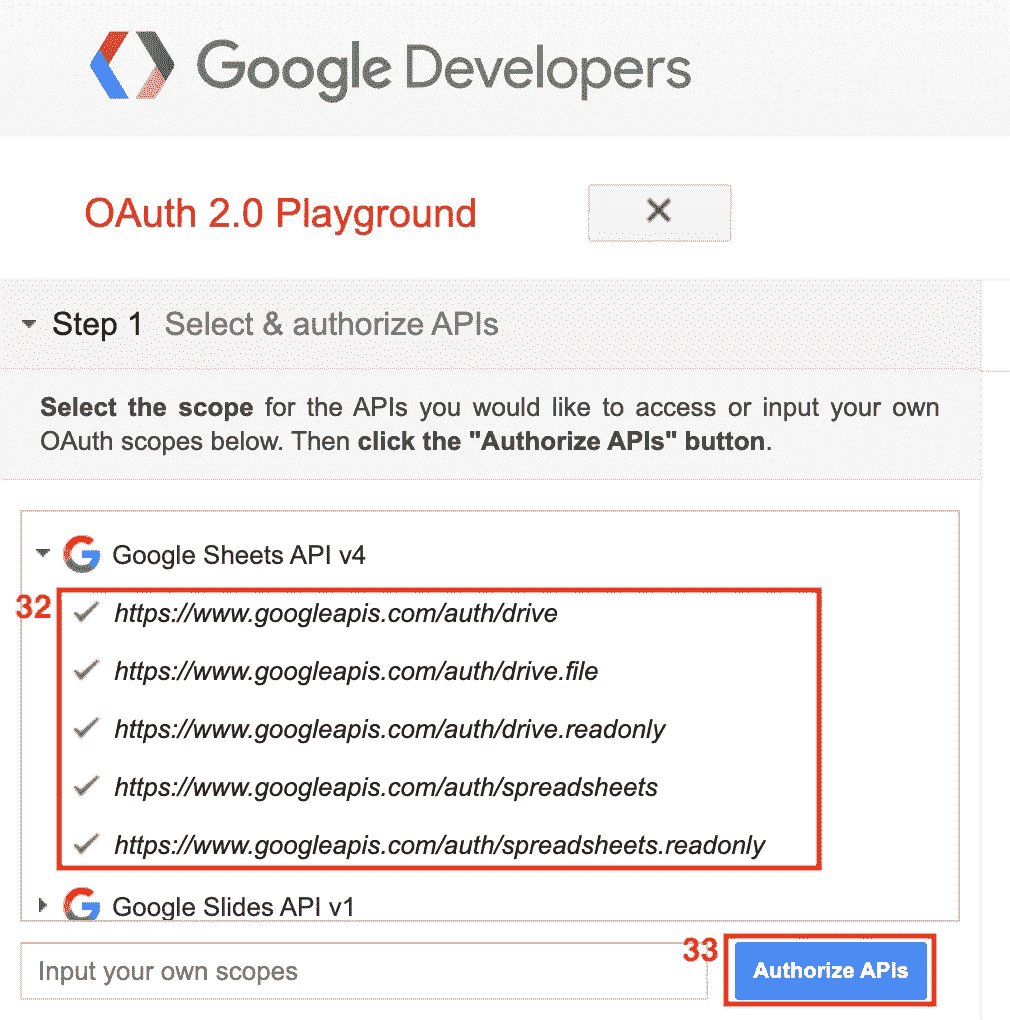 Google Developers
OAuth 2.0 Playground
Step 1 Select & authorize APIs
Select the scope for the APIs you would like to access or input your own
OAuth scopes below. Then click the "Authorize APIs" button.
Google Sheets API v4
32
https://www.googleapis.com/auth/drive
https://www.googleapis.com/auth/drive.file
https://www.googleapis.com/auth/drive.readonly
https://www.googleapis.com/auth/spreadsheets
https://www.googleapis.com/auth/spreadsheets.readonly
Google Slides API v1
33
Input your own scopes
Authorize APIs